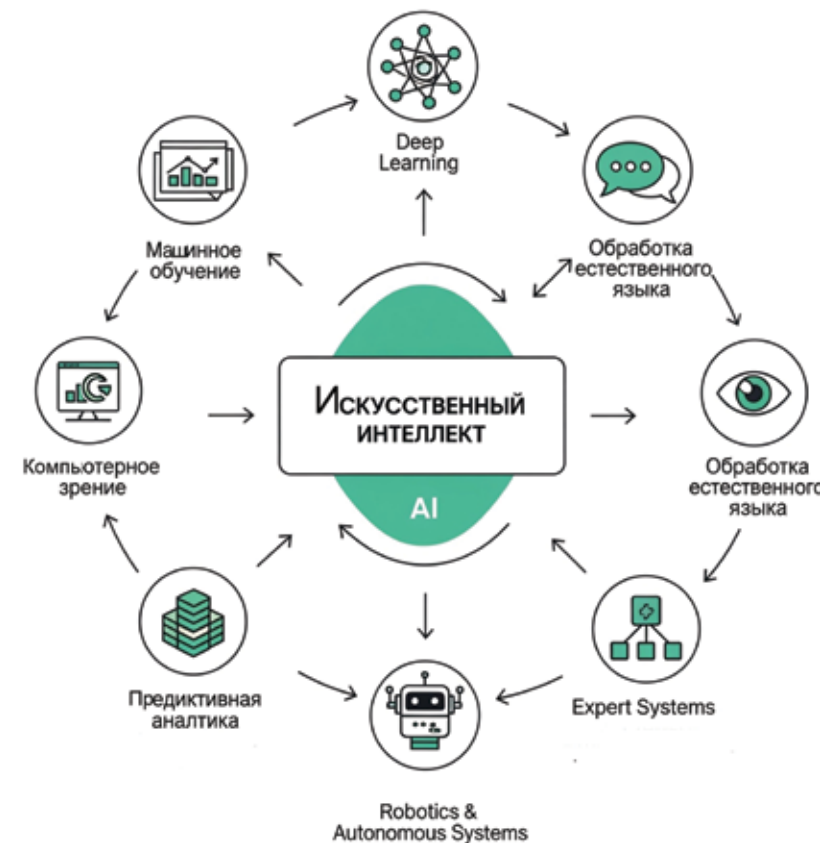 Deep
Learning
Машинное
обучение
Обработка
естественного
языка
Искусственный
интеллект
AI
Компьютерное
зрение
Обработка
естественного
языка
Предиктивная
аналтика
Expert Systems
Robotics &
Autonomous Systems